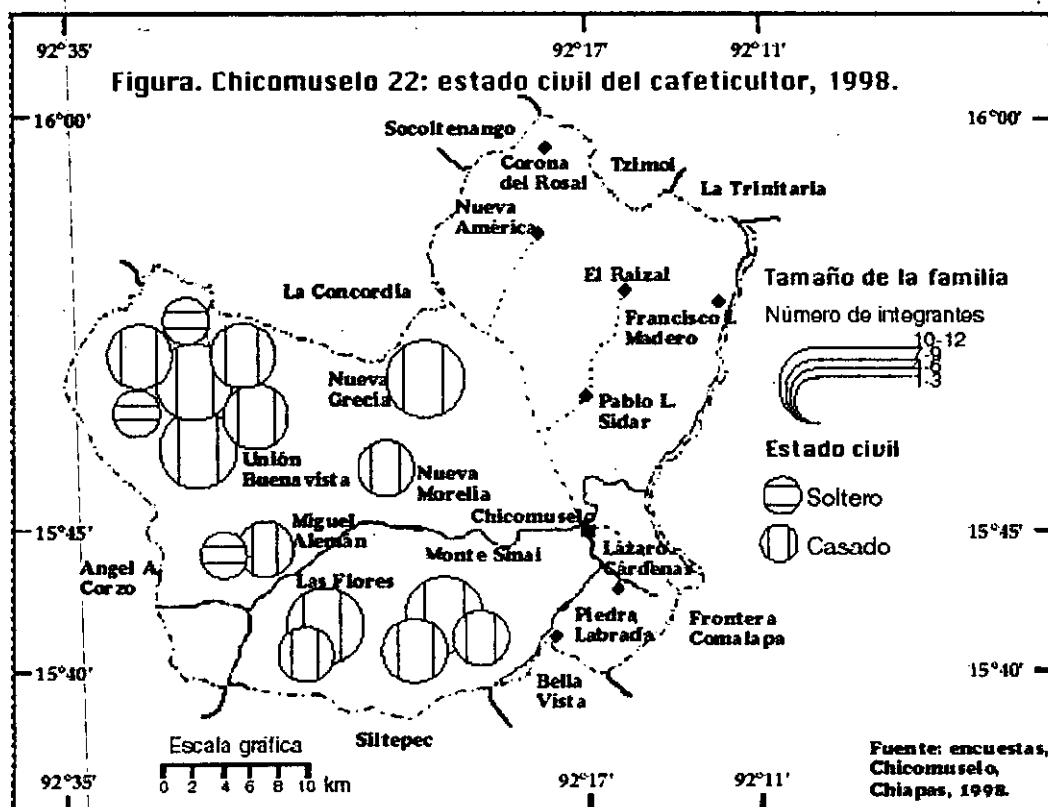 92°35'
92°17'
92°11'
Figura. Chicomuselo 22: estado civil del cafeticultor, 1998.
16°00'
16°00'
Socoltenango
Corona
del Rosal
Tzimol
La Trinitaria
Nueva
América
El Raizal
La Concordia
Francisco I.
Madero
Tamaño de la familia
Número de integrantes
10-12
-9
-6
-3
Nueva
Grecia
Pablo L.
Sidar
Unión
Buenavista
Nueva
Morelia
Estado civil
Soltero
Casado
Miguel
Alemán
Chicomuselo
15°45'
15°45'
Monte Sinai
Lázaro
Cárdenas
Angel A.
Corzo
Las Flores
Piedra
Labrada
Frontera
Comalapa
15°40'
15°40'
Bella
Vista
Siltepec
Escala gráfica
0 2 4 6 8 10 km
Fuente: encuestas,
Chicomuselo,
Chiapas, 1998.
92°35'
92°17'
92°11'